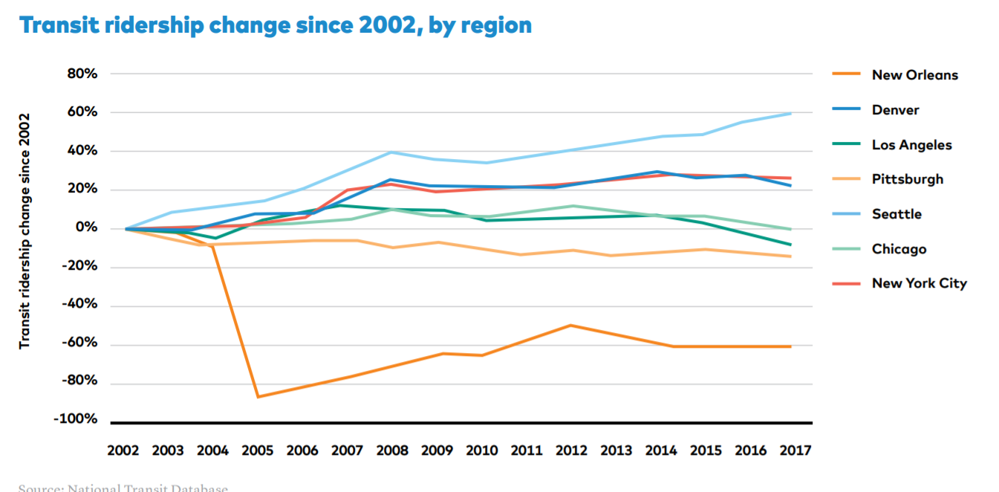 Transit ridership change since 2002, by region
Transit ridership change since 2002
80%
60%
40%
20%
0%
-20%
-40%
-60%
-80%
-100%
2002 2003 2004 2005 2006 2007 2008 2009 2010 2011 2012 2013 2014 2015 2016 2017
New Orleans
Denver
Los Angeles
Pittsburgh
Seattle
Chicago
New York City
Source: National Transit Database